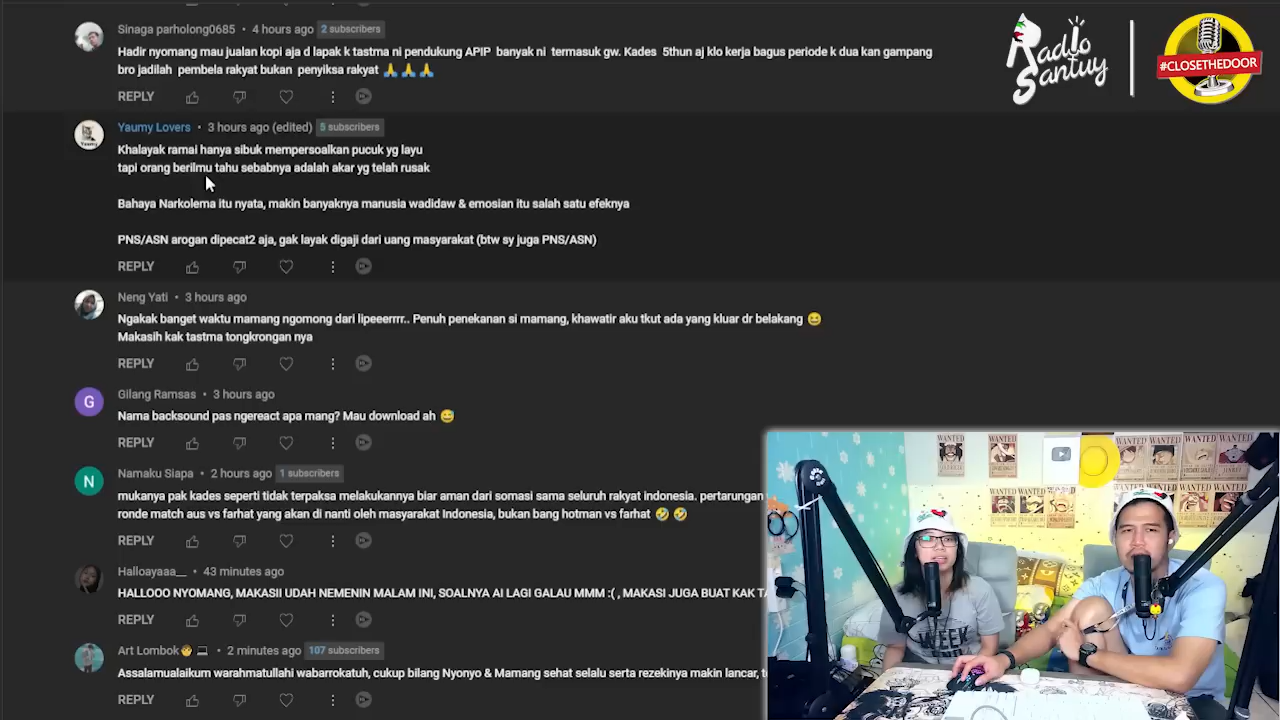 Sinaga parholong0685 • 4 hours ago 2 subscribers
Hadir nyomang mau jualan kopi aja d lapak k tastma ni pendukung APIP banyak ni termasuk gw. Kades 5thun aj klo kerja bagus periode k dua kan gampang
bro jadilah pembela rakyat bukan penyiksa rakyat 🙏 🙏 🙏
REPLY
Yaumy Lovers • 3 hours ago (edited) 5 subscribers
Khalayak ramai hanya sibuk mempersoalkan pucuk yg layu
tapi orang berilmu tahu sebabnya adalah akar yg telah rusak
Bahaya Narkolema itu nyata, makin banyaknya manusia wadidaw & emosian itu salah satu efeknya
PNS/ASN arogan dipecat2 aja, gak layak digaji dari uang masyarakat (btw sy juga PNS/ASN)
REPLY
Neng Yati • 3 hours ago
Ngakak banget waktu mamang ngomong dari lipeeerrrr.. Penuh penekanan si mamang, khawatir aku tkut ada yang kluar dr belakang 😆
Makasih kak tastma tongkrongan nya
REPLY
G
Gilang Ramsas • 3 hours ago
Nama backsound pas ngereact apa mang? Mau download ah 😅
REPLY
N
Namaku Siapa • 2 hours ago 1 subscribers
mukanya pak kades seperti tidak terpaksa melakukannya biar aman dari somasi sama seluruh rakyat indonesia. pertarungan
ronde match aus vs farhat yang akan di tonton masyarakat Indonesia, bukan bang hotman vs farhat 🤣 🤣
REPLY
Halloayaaa__ • 43 minutes ago
HALLOOO NYOMANG, MAKASII UDAH NEMENIN MALAM INI, SOALNYA AI LAGI GALAU MMM :( , MAKASI JUGA BUAT KAK
REPLY
Art Lombok • 2 minutes ago 107 subscribers
Assalamualaikum warahmatullahi wabarrokatuh, cukup bilang Nyonyo & Mamang sehat selalu serta rezekinya makin lancar,
REPLY
Radio
Santuy
#CLOSETHEDOOR
WANTED
WANTED
WANTED
WANTED
WANTED
WANTED
WEEK